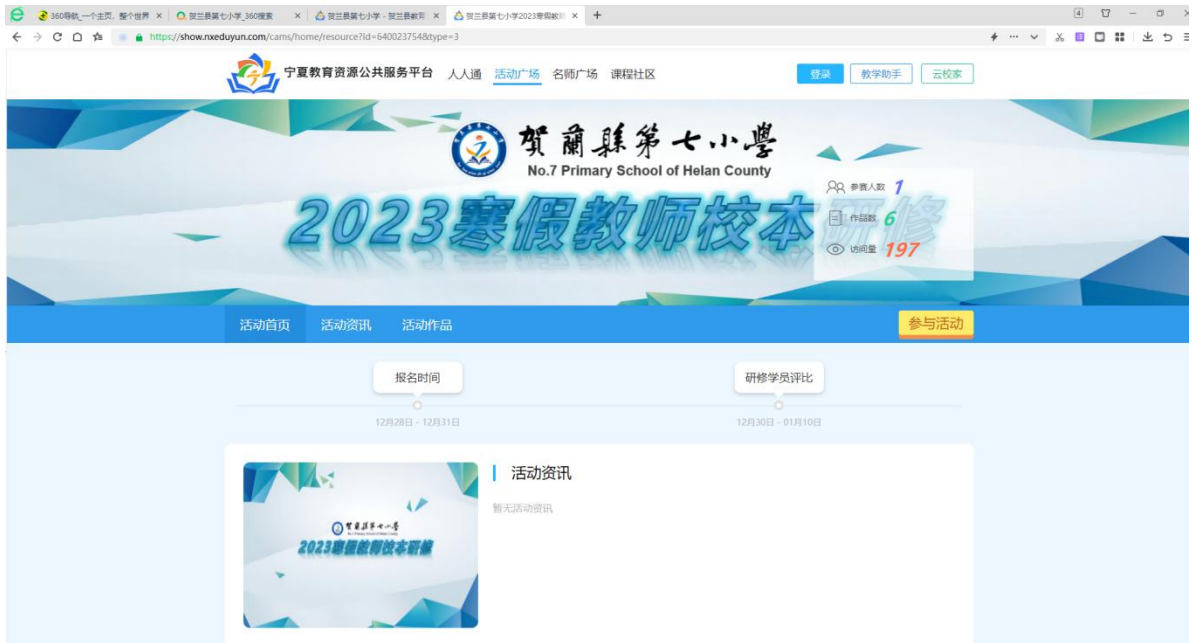 360导航_一个主页, 整个世界
贺兰县第七小学_360搜索
贺兰县第七小学 - 贺兰县教育
贺兰县第七小学2023寒假教师
4
https://show.nxeduyun.com/cams/home/resource?id=640023754&type=3
宁夏教育资源公共服务平台 人人通 活动广场 名师广场 课程社区 登录 教学助手 云校家
賀蘭縣第七小學
No.7 Primary School of Helan County
2023寒假教师校本研修
参赛人数 1
作品数 6
访问量 197
活动首页 活动资讯 活动作品 参与活动
报名时间 研修学员评比
12月28日 - 12月31日 12月30日 - 01月10日
活动资讯
暂无活动资讯
賀蘭縣第七小學
2023寒假教师校本研修